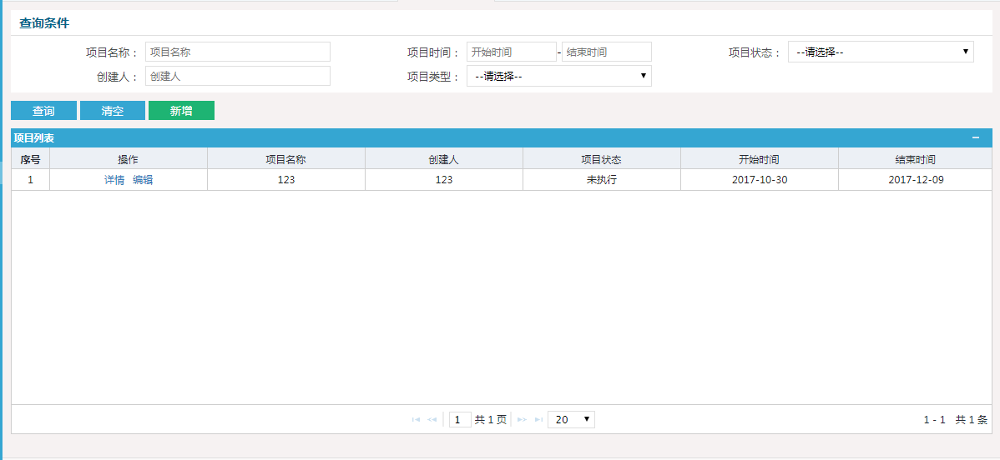 查询条件
项目名称： 项目名称 项目时间： 开始时间 - 结束时间 项目状态： --请选择--
创建人： 创建人 项目类型： --请选择--
查询 清空 新增
项目列表
序号 操作 项目名称 创建人 项目状态 开始时间 结束时间
1 详情 编辑 123 123 未执行 2017-10-30 2017-12-09
1 共 1 页 20 1 - 1 共 1 条